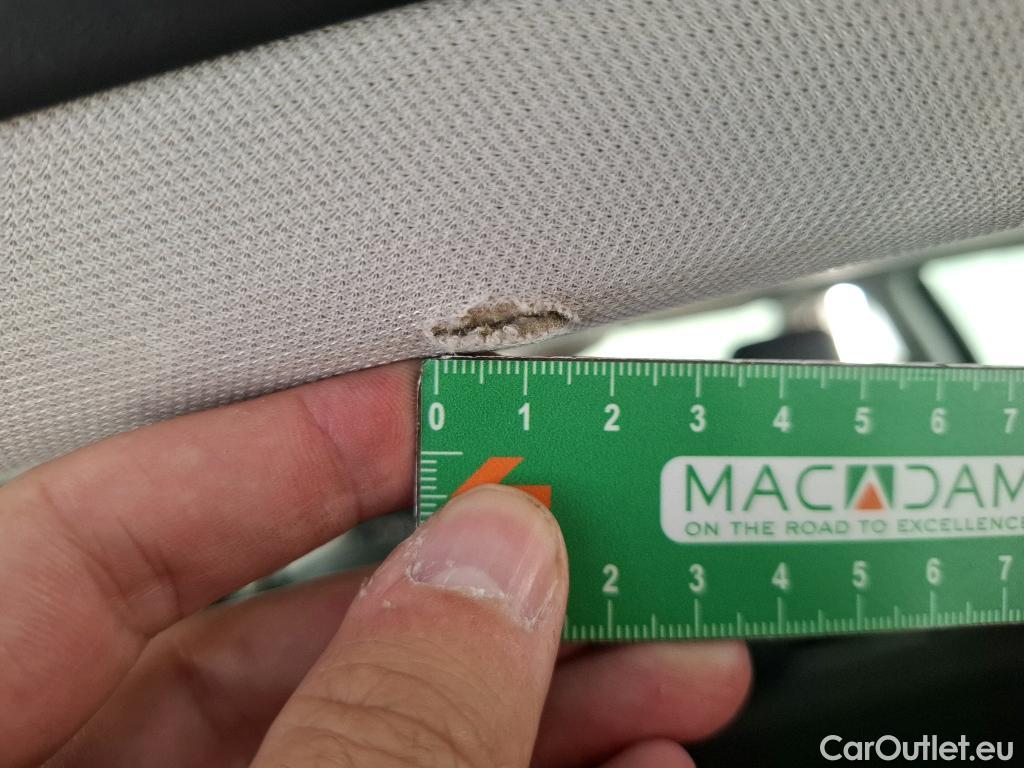 0 1 2 3 4 5 6 7
MACADAM
ON THE ROAD TO EXCELLENCE
2 3 4 5 6 7
CarOutlet.eu